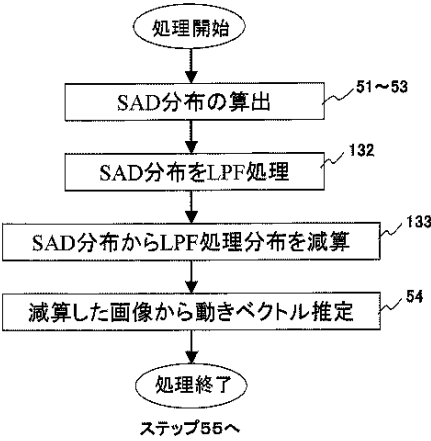 処理開始
SAD分布の算出
51～53
SAD分布をLPF処理
132
SAD分布からLPF処理分布を減算
133
減算した画像から動きベクトル推定
54
処理終了
ステップ55へ